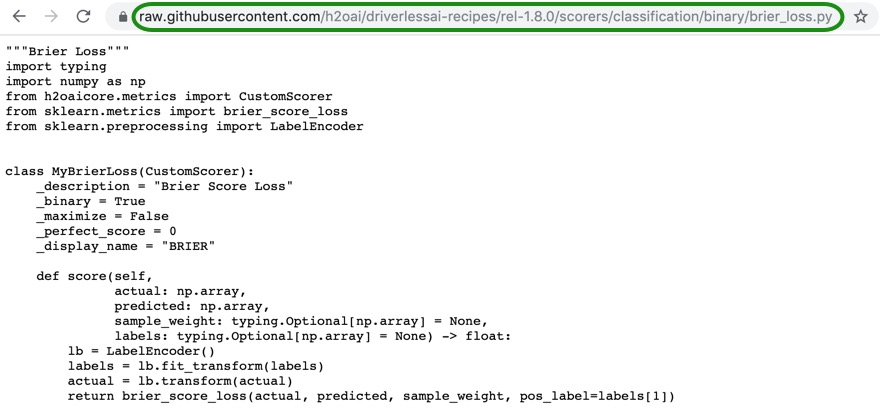 raw.githubusercontent.com/h2oai/driverlessai-recipes/rel-1.8.0/scorers/classification/binary/brier_loss.py
"""Brier Loss"""
import typing
import numpy as np
from h2oaicore.metrics import CustomScorer
from sklearn.metrics import brier_score_loss
from sklearn.preprocessing import LabelEncoder
class MyBrierLoss(CustomScorer):
    _description = "Brier Score Loss"
    _binary = True
    _maximize = False
    _perfect_score = 0
    _display_name = "BRIER"
    def score(self,
              actual: np.array,
              predicted: np.array,
              sample_weight: typing.Optional[np.array] = None,
              labels: typing.Optional[np.array] = None) -> float:
        lb = LabelEncoder()
        labels = lb.fit_transform(labels)
        actual = lb.transform(actual)
        return brier_score_loss(actual, predicted, sample_weight, pos_label=labels[1])